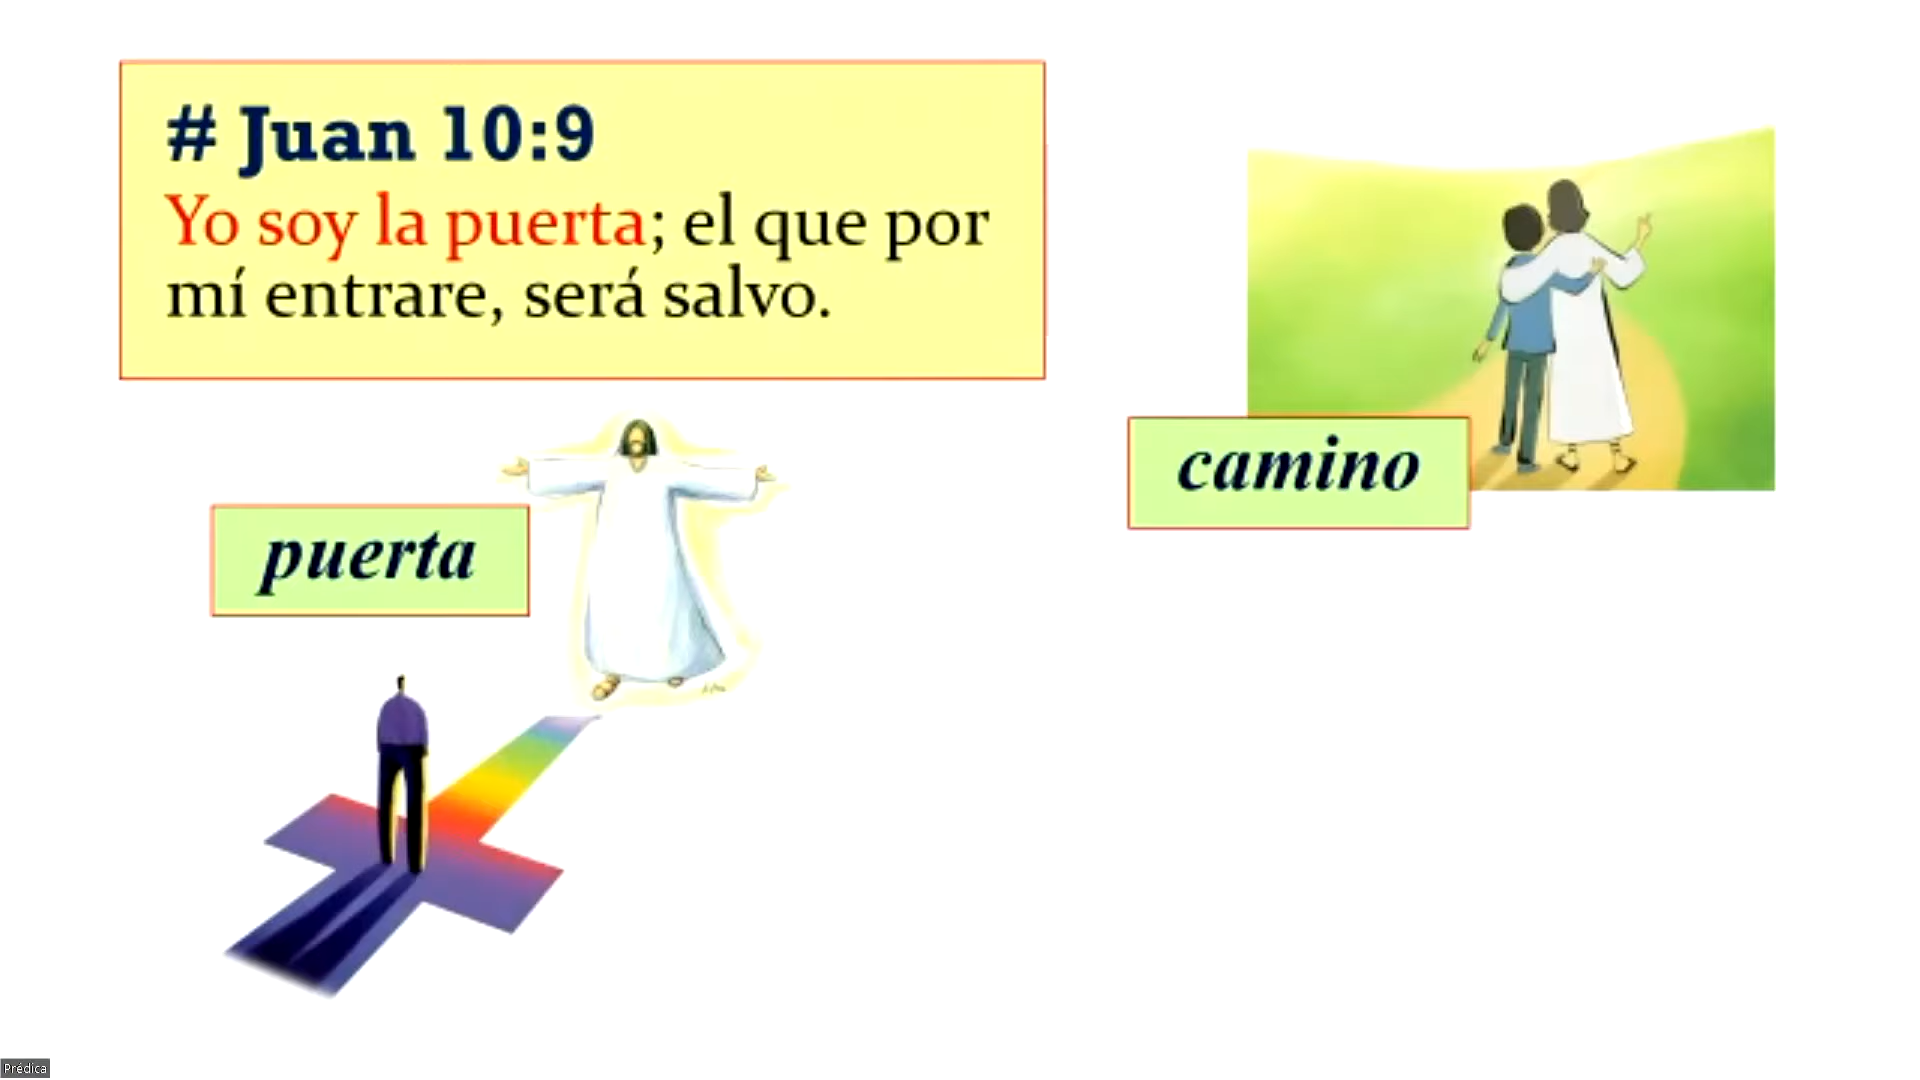 # Juan 10:9
Yo soy la puerta; el que por
mí entrare, será salvo.
camino
puerta
Prédica